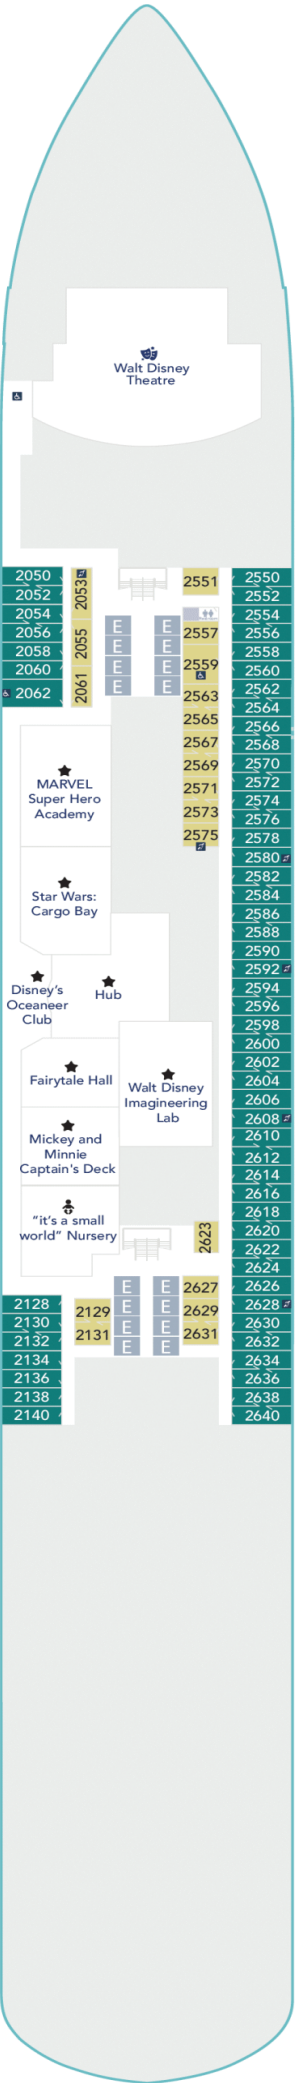 Walt Disney
Theatre
2050
2052
2054
2056
2058
2060
2062
2053
2055
2061
E E
E E
E E
E E
2551
2557
2559
2563
2565
2567
2569
2571
2573
2575
2550
2552
2554
2556
2558
2560
2562
2564
2566
2568
2570
2572
2574
2576
2578
2580
2582
2584
2586
2588
2590
2592
2594
2596
2598
2600
2602
2604
2606
2608
2610
2612
2614
2616
2618
2620
2622
2624
2626
2628
2630
2632
2634
2636
2638
2640
MARVEL
Super Hero
Academy
Star Wars:
Cargo Bay
Disney's
Oceaneer
Club
Hub
Fairytale Hall
Walt Disney
Imagineering
Lab
Mickey and
Minnie
Captain's Deck
"it's a small
world" Nursery
2623
2627
2629
2631
E E
E E
E E
E E
2129
2131
2128
2130
2132
2134
2136
2138
2140